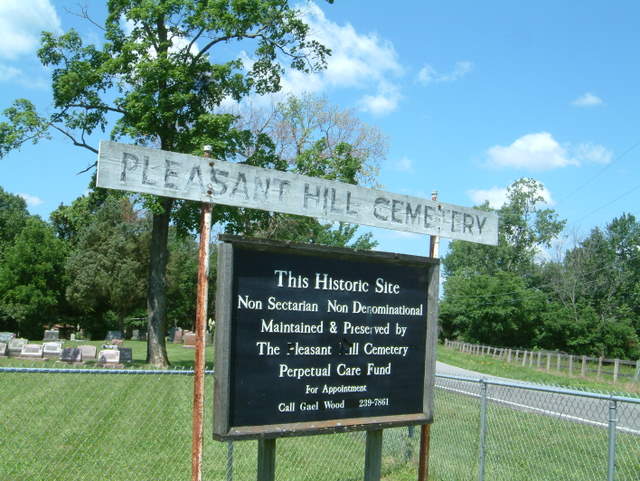 PLEASANT HILL CEMETERY
This Historic Site
Non Sectarian Non Denominational
Maintained & Preserved by
The Pleasant Hill Cemetery
Perpetual Care Fund
For Appointment
Call Gael Wood 239-7861